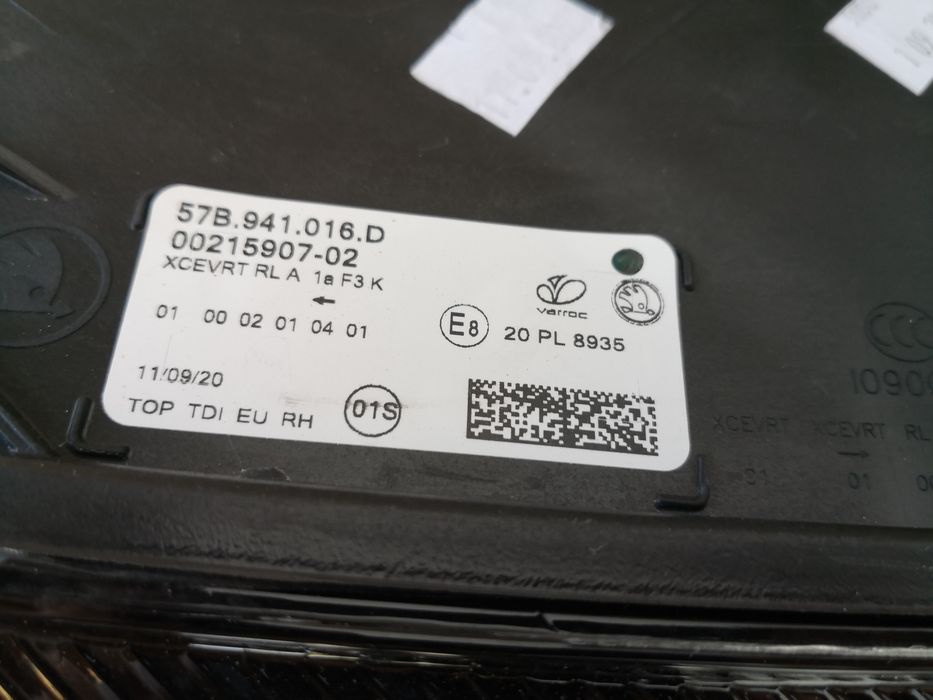 57B.941.016.D
00215907-02
XCEVRT RL A 1a F3 K
←
varroc
01 00 02 01 04 01
E8 20 PL 8935
11/09/20
TOP TDI EU RH 01S
XCEVRT XCEVRT RL
→
01 01